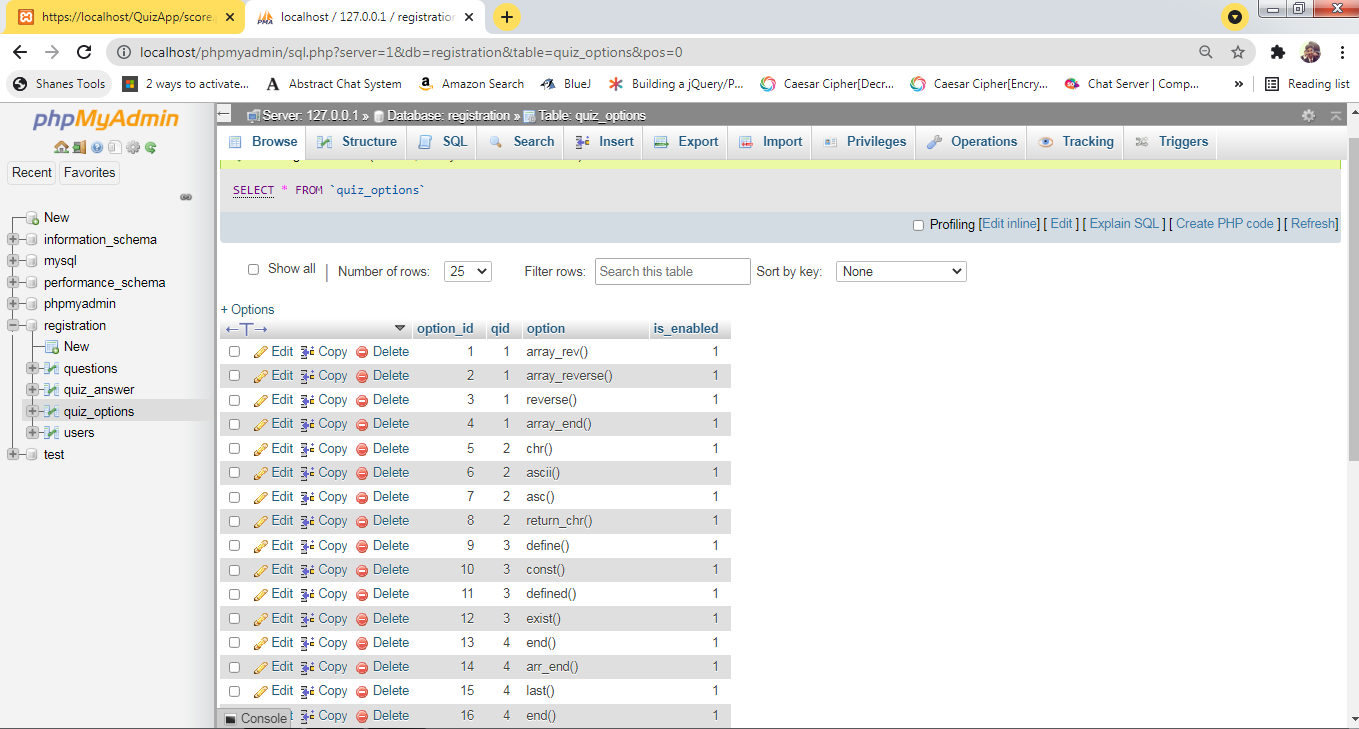 https://localhost/QuizApp/score.
localhost / 127.0.0.1 / registration
localhost/phpmyadmin/sql.php?server=1&db=registration&table=quiz_options&pos=0
Shanes Tools
2 ways to activate...
Abstract Chat System
Amazon Search
BlueJ
Building a jQuery/P...
Caesar Cipher[Decr...
Caesar Cipher[Encry...
Chat Server | Comp...
»
Reading list
phpMyAdmin
Recent
Favorites
New
information_schema
mysql
performance_schema
phpmyadmin
registration
New
questions
quiz_answer
quiz_options
users
test
Server: 127.0.0.1 » Database: registration » Table: quiz_options
Browse
Structure
SQL
Search
Insert
Export
Import
Privileges
Operations
Tracking
Triggers
SELECT * FROM `quiz_options`
Profiling [Edit inline] [ Edit ] [ Explain SQL ] [ Create PHP code ] [ Refresh]
Show all | Number of rows: 25 Filter rows: Search this table Sort by key: None
+ Options
←T→ option_id qid option is_enabled
Edit Copy Delete 1 1 array_rev() 1
Edit Copy Delete 2 1 array_reverse() 1
Edit Copy Delete 3 1 reverse() 1
Edit Copy Delete 4 1 array_end() 1
Edit Copy Delete 5 2 chr() 1
Edit Copy Delete 6 2 ascii() 1
Edit Copy Delete 7 2 asc() 1
Edit Copy Delete 8 2 return_chr() 1
Edit Copy Delete 9 3 define() 1
Edit Copy Delete 10 3 const() 1
Edit Copy Delete 11 3 defined() 1
Edit Copy Delete 12 3 exist() 1
Edit Copy Delete 13 4 end() 1
Edit Copy Delete 14 4 arr_end() 1
Edit Copy Delete 15 4 last() 1
Copy Delete 16 4 end() 1
Console